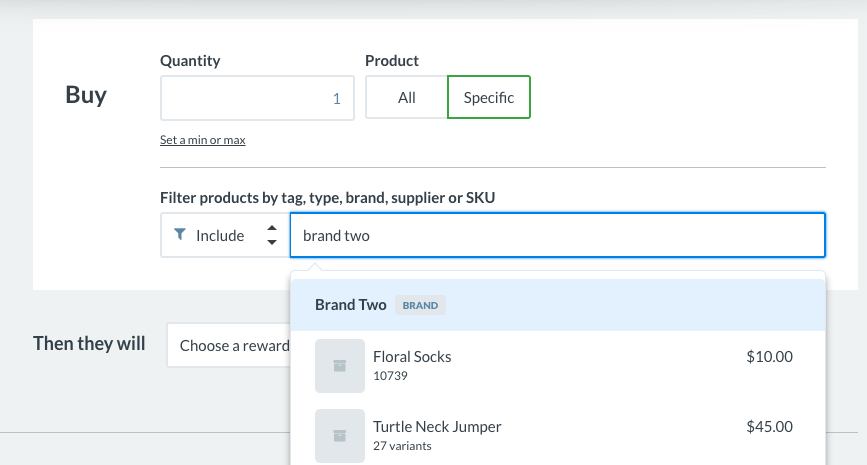 Quantity
Product
Buy
1
All
Specific
Set a min or max
Filter products by tag, type, brand, supplier or SKU
Include
brand two
Brand Two BRAND
Then they will
Choose a reward
Floral Socks
$10.00
10739
Turtle Neck Jumper
$45.00
27 variants